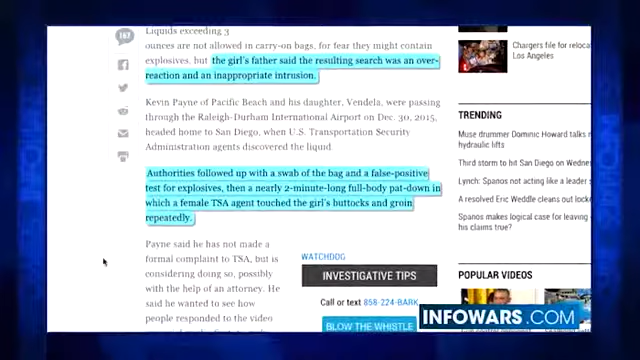 167
Liquids exceeding 3
ounces are not allowed in carry-on bags, for fear they might contain
explosives, but the girl's father said the resulting search was an over-
reaction and an inappropriate intrusion.
Kevin Payne of Pacific Beach and his daughter, Vendela, were passing
through the Raleigh-Durham International Airport on Dec. 30, 2015,
headed home to San Diego, when U.S. Transportation Security
Administration agents discovered the liquid.
Authorities followed up with a swab of the bag and a false-positive
test for explosives, then a nearly 2-minute-long full-body pat-down in
which a female TSA agent touched the girl's buttocks and groin
repeatedly.
Payne said he has not made a
formal complaint to TSA, but is
considering doing so, possibly
with the help of an attorney. He
said he wanted to see how
people responded to the video
WATCHDOG
INVESTIGATIVE TIPS
Call or text 858-224-BARK
BLOW THE WHISTLE
Chargers file for reloca
Los Angeles
TRENDING
Muse drummer Dominic Howard talks
hydraulic lifts
Third storm to hit San Diego on Wednes
Lynch: Spanos not acting like a leader
A resolved Eric Weddle cleans out lock
Spanos makes logical case for leaving
his claims true?
POPULAR VIDEOS
INFOWARS.COM